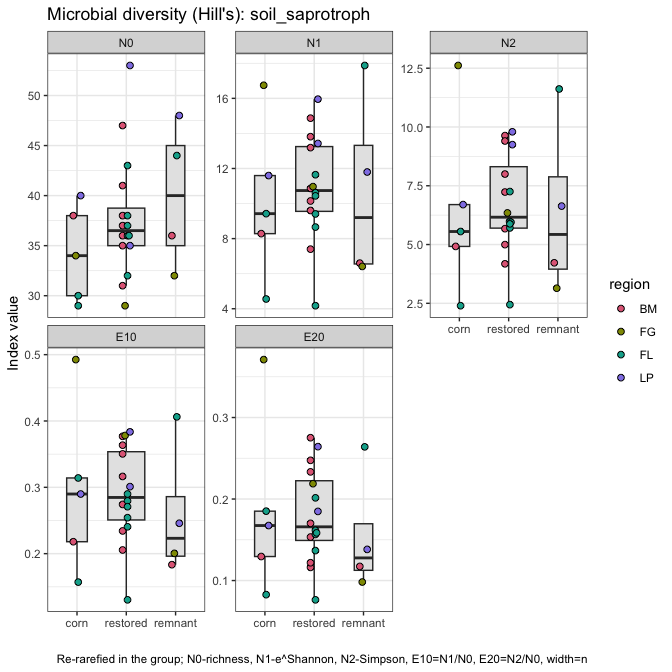 Microbial diversity (Hill's): soil_saprotroph
N0
N1
N2
50
45
40
35
30
16
12
8
4
12.5
10.0
7.5
5.0
2.5
corn restored remnant
Index value
region
BM
FG
FL
LP
E10
E20
0.5
0.4
0.3
0.2
0.3
0.2
0.1
corn restored remnant
corn restored remnant
Re-rarefied in the group; N0-richness, N1-e^Shannon, N2-Simpson, E10=N1/N0, E20=N2/N0, width=n